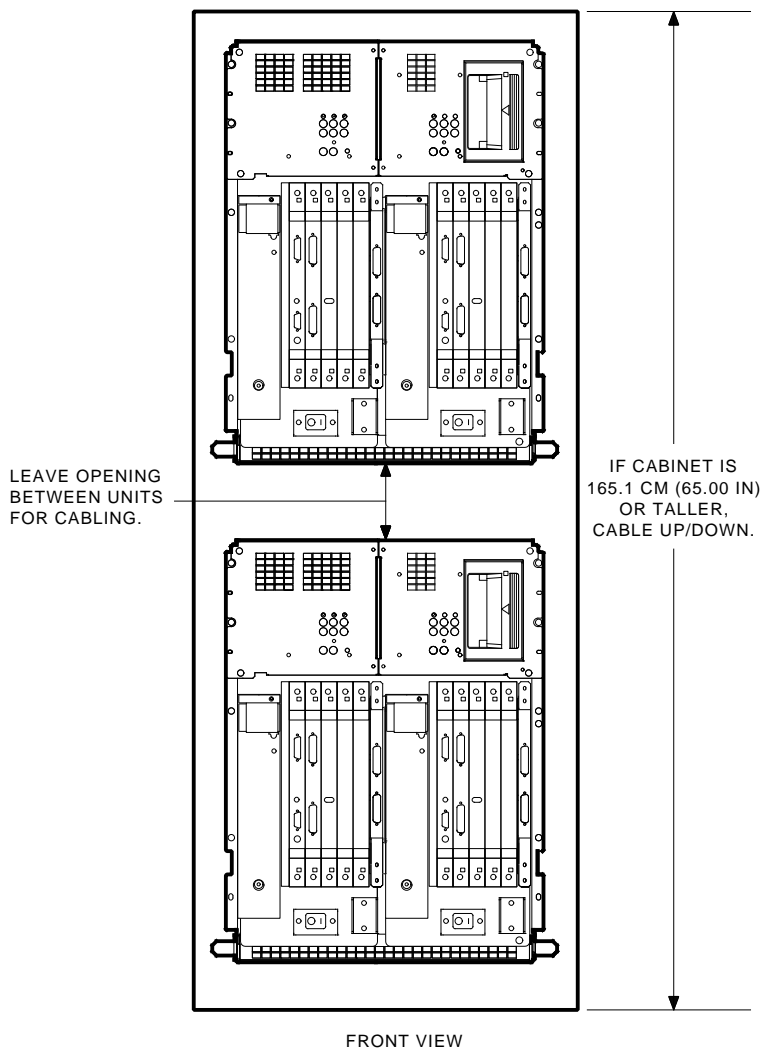 LEAVE OPENING
BETWEEN UNITS
FOR CABLING.
IF CABINET IS
165.1 CM (65.00 IN)
OR TALLER,
CABLE UP/DOWN.
FRONT VIEW